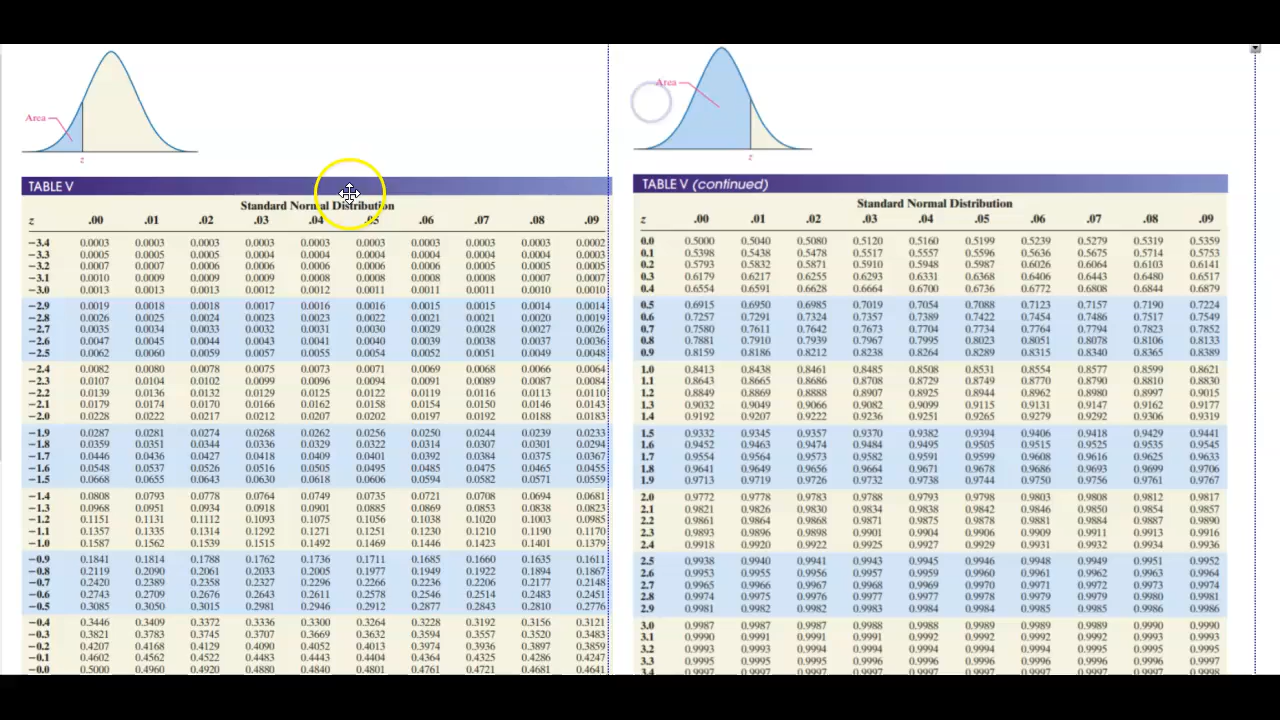 Area
z
TABLE V
Standard Normal Distribution
z .00 .01 .02 .03 .04 .05 .06 .07 .08 .09
−3.4 0.0003 0.0003 0.0003 0.0003 0.0003 0.0003 0.0003 0.0003 0.0003 0.0002
−3.3 0.0005 0.0005 0.0005 0.0004 0.0004 0.0004 0.0004 0.0004 0.0004 0.0003
−3.2 0.0007 0.0007 0.0006 0.0006 0.0006 0.0006 0.0006 0.0005 0.0005 0.0005
−3.1 0.0010 0.0009 0.0009 0.0009 0.0008 0.0008 0.0008 0.0008 0.0007 0.0007
−3.0 0.0013 0.0013 0.0013 0.0012 0.0012 0.0011 0.0011 0.0011 0.0010 0.0010
−2.9 0.0019 0.0018 0.0018 0.0017 0.0016 0.0016 0.0015 0.0015 0.0014 0.0014
−2.8 0.0026 0.0025 0.0024 0.0023 0.0023 0.0022 0.0021 0.0021 0.0020 0.0019
−2.7 0.0035 0.0034 0.0033 0.0032 0.0031 0.0030 0.0029 0.0028 0.0027 0.0026
−2.6 0.0047 0.0045 0.0044 0.0043 0.0041 0.0040 0.0039 0.0038 0.0037 0.0036
−2.5 0.0062 0.0060 0.0059 0.0057 0.0055 0.0054 0.0052 0.0051 0.0049 0.0048
−2.4 0.0082 0.0080 0.0078 0.0075 0.0073 0.0071 0.0069 0.0068 0.0066 0.0064
−2.3 0.0107 0.0104 0.0102 0.0099 0.0096 0.0094 0.0091 0.0089 0.0087 0.0084
−2.2 0.0139 0.0136 0.0132 0.0129 0.0125 0.0122 0.0119 0.0116 0.0113 0.0110
−2.1 0.0179 0.0174 0.0170 0.0166 0.0162 0.0158 0.0154 0.0150 0.0146 0.0143
−2.0 0.0228 0.0222 0.0217 0.0212 0.0207 0.0202 0.0197 0.0192 0.0188 0.0183
−1.9 0.0287 0.0281 0.0274 0.0268 0.0262 0.0256 0.0250 0.0244 0.0239 0.0233
−1.8 0.0359 0.0351 0.0344 0.0336 0.0329 0.0322 0.0314 0.0307 0.0301 0.0294
−1.7 0.0446 0.0436 0.0427 0.0418 0.0409 0.0401 0.0392 0.0384 0.0375 0.0367
−1.6 0.0548 0.0537 0.0526 0.0516 0.0505 0.0495 0.0485 0.0475 0.0465 0.0455
−1.5 0.0668 0.0655 0.0643 0.0630 0.0618 0.0606 0.0594 0.0582 0.0571 0.0559
−1.4 0.0808 0.0793 0.0778 0.0764 0.0749 0.0735 0.0721 0.0708 0.0694 0.0681
−1.3 0.0968 0.0951 0.0934 0.0918 0.0901 0.0885 0.0869 0.0853 0.0838 0.0823
−1.2 0.1151 0.1131 0.1112 0.1093 0.1075 0.1056 0.1038 0.1020 0.1003 0.0985
−1.1 0.1357 0.1335 0.1314 0.1292 0.1271 0.1251 0.1230 0.1210 0.1190 0.1170
−1.0 0.1587 0.1562 0.1539 0.1515 0.1492 0.1469 0.1446 0.1423 0.1401 0.1379
−0.9 0.1841 0.1814 0.1788 0.1762 0.1736 0.1711 0.1685 0.1660 0.1635 0.1611
−0.8 0.2119 0.2090 0.2061 0.2033 0.2005 0.1977 0.1949 0.1922 0.1894 0.1867
−0.7 0.2420 0.2389 0.2358 0.2327 0.2296 0.2266 0.2236 0.2206 0.2177 0.2148
−0.6 0.2743 0.2709 0.2676 0.2643 0.2611 0.2578 0.2546 0.2514 0.2483 0.2451
−0.5 0.3085 0.3050 0.3015 0.2981 0.2946 0.2912 0.2877 0.2843 0.2810 0.2776
−0.4 0.3446 0.3409 0.3372 0.3336 0.3300 0.3264 0.3228 0.3192 0.3156 0.3121
−0.3 0.3821 0.3783 0.3745 0.3707 0.3669 0.3632 0.3594 0.3557 0.3520 0.3483
−0.2 0.4207 0.4168 0.4129 0.4090 0.4052 0.4013 0.3974 0.3936 0.3897 0.3859
−0.1 0.4602 0.4562 0.4522 0.4483 0.4443 0.4404 0.4364 0.4325 0.4286 0.4247
−0.0 0.5000 0.4960 0.4920 0.4880 0.4840 0.4801 0.4761 0.4721 0.4681 0.4641
Area
z
TABLE V (continued)
Standard Normal Distribution
z .00 .01 .02 .03 .04 .05 .06 .07 .08 .09
0.0 0.5000 0.5040 0.5080 0.5120 0.5160 0.5199 0.5239 0.5279 0.5319 0.5359
0.1 0.5398 0.5438 0.5478 0.5517 0.5557 0.5596 0.5636 0.5675 0.5714 0.5753
0.2 0.5793 0.5832 0.5871 0.5910 0.5948 0.5987 0.6026 0.6064 0.6103 0.6141
0.3 0.6179 0.6217 0.6255 0.6293 0.6331 0.6368 0.6406 0.6443 0.6480 0.6517
0.4 0.6554 0.6591 0.6628 0.6664 0.6700 0.6736 0.6772 0.6808 0.6844 0.6879
0.5 0.6915 0.6950 0.6985 0.7019 0.7054 0.7088 0.7123 0.7157 0.7190 0.7224
0.6 0.7257 0.7291 0.7324 0.7357 0.7389 0.7422 0.7454 0.7486 0.7517 0.7549
0.7 0.7580 0.7611 0.7642 0.7673 0.7704 0.7734 0.7764 0.7794 0.7823 0.7852
0.8 0.7881 0.7910 0.7939 0.7967 0.7995 0.8023 0.8051 0.8078 0.8106 0.8133
0.9 0.8159 0.8186 0.8212 0.8238 0.8264 0.8289 0.8315 0.8340 0.8365 0.8389
1.0 0.8413 0.8438 0.8461 0.8485 0.8508 0.8531 0.8554 0.8577 0.8599 0.8621
1.1 0.8643 0.8665 0.8686 0.8708 0.8729 0.8749 0.8770 0.8790 0.8810 0.8830
1.2 0.8849 0.8869 0.8888 0.8907 0.8925 0.8944 0.8962 0.8980 0.8997 0.9015
1.3 0.9032 0.9049 0.9066 0.9082 0.9099 0.9115 0.9131 0.9147 0.9162 0.9177
1.4 0.9192 0.9207 0.9222 0.9236 0.9251 0.9265 0.9279 0.9292 0.9306 0.9319
1.5 0.9332 0.9345 0.9357 0.9370 0.9382 0.9394 0.9406 0.9418 0.9429 0.9441
1.6 0.9452 0.9463 0.9474 0.9484 0.9495 0.9505 0.9515 0.9525 0.9535 0.9545
1.7 0.9554 0.9564 0.9573 0.9582 0.9591 0.9599 0.9608 0.9616 0.9625 0.9633
1.8 0.9641 0.9649 0.9656 0.9664 0.9671 0.9678 0.9686 0.9693 0.9699 0.9706
1.9 0.9713 0.9719 0.9726 0.9732 0.9738 0.9744 0.9750 0.9756 0.9761 0.9767
2.0 0.9772 0.9778 0.9783 0.9788 0.9793 0.9798 0.9803 0.9808 0.9812 0.9817
2.1 0.9821 0.9826 0.9830 0.9834 0.9838 0.9842 0.9846 0.9850 0.9854 0.9857
2.2 0.9861 0.9864 0.9868 0.9871 0.9875 0.9878 0.9881 0.9884 0.9887 0.9890
2.3 0.9893 0.9896 0.9898 0.9901 0.9904 0.9906 0.9909 0.9911 0.9913 0.9916
2.4 0.9918 0.9920 0.9922 0.9925 0.9927 0.9929 0.9931 0.9932 0.9934 0.9936
2.5 0.9938 0.9940 0.9941 0.9943 0.9945 0.9946 0.9948 0.9949 0.9951 0.9952
2.6 0.9953 0.9955 0.9956 0.9957 0.9959 0.9960 0.9961 0.9962 0.9963 0.9964
2.7 0.9965 0.9966 0.9967 0.9968 0.9969 0.9970 0.9971 0.9972 0.9973 0.9974
2.8 0.9974 0.9975 0.9976 0.9977 0.9977 0.9978 0.9979 0.9979 0.9980 0.9981
2.9 0.9981 0.9982 0.9982 0.9983 0.9984 0.9984 0.9985 0.9985 0.9986 0.9986
3.0 0.9987 0.9987 0.9987 0.9988 0.9988 0.9989 0.9989 0.9989 0.9990 0.9990
3.1 0.9990 0.9991 0.9991 0.9991 0.9992 0.9992 0.9992 0.9992 0.9993 0.9993
3.2 0.9993 0.9993 0.9994 0.9994 0.9994 0.9994 0.9994 0.9995 0.9995 0.9995
3.3 0.9995 0.9995 0.9995 0.9996 0.9996 0.9996 0.9996 0.9996 0.9996 0.9997
3.4 0.9997 0.9997 0.9997 0.9997 0.9997 0.9997 0.9997 0.9997 0.9997 0.9998